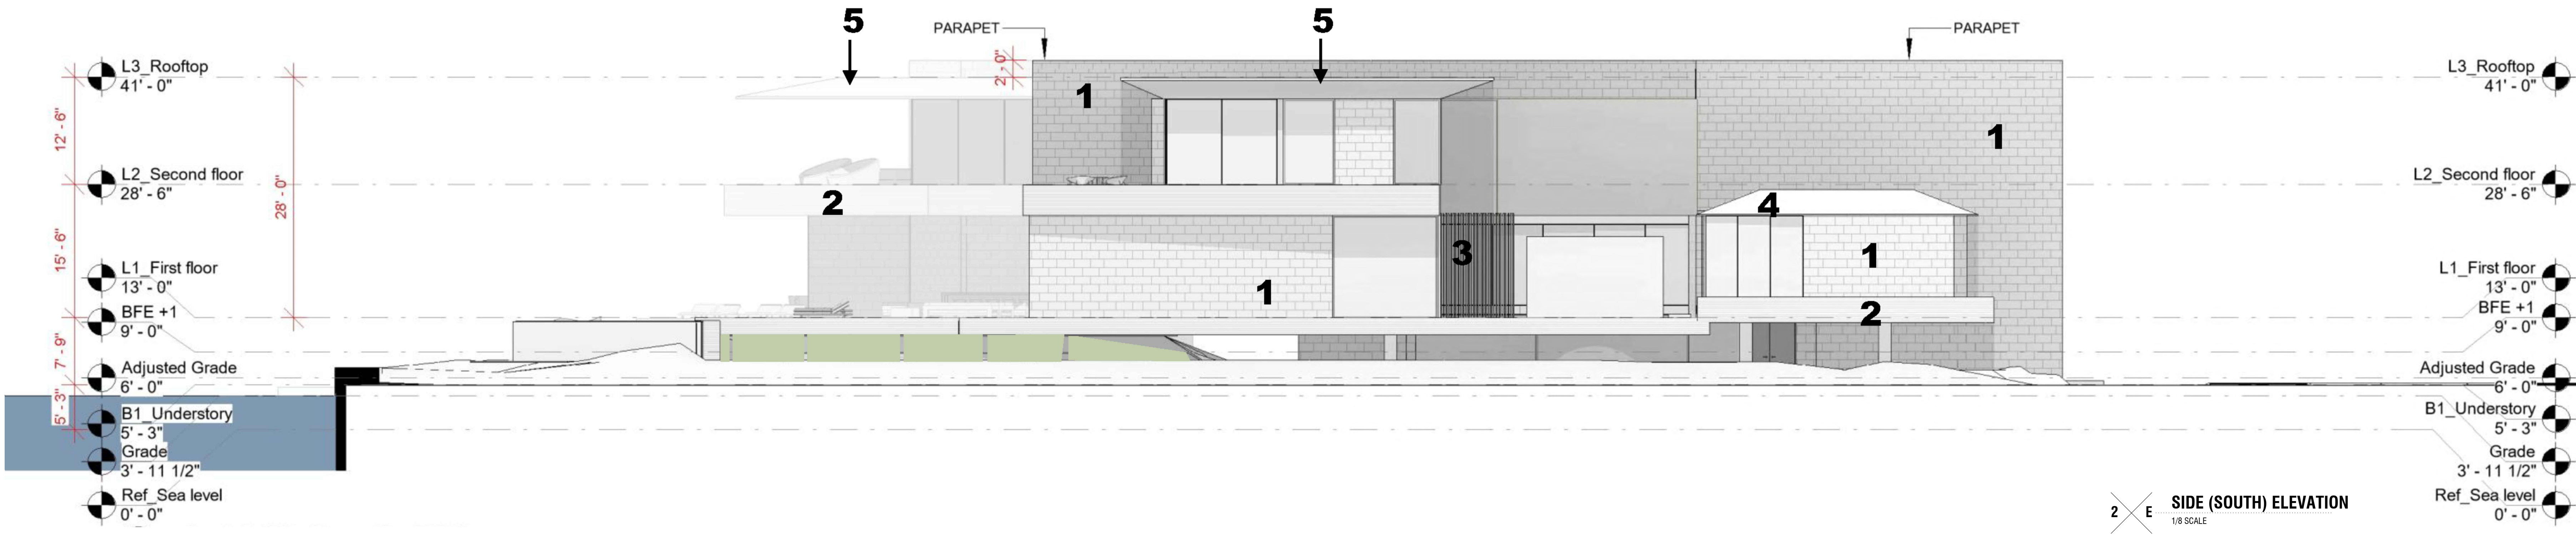 5
5
PARAPET
PARAPET
L3_Rooftop
41' - 0"
2' - 0"
L3_Rooftop
41' - 0"
1
12' - 6"
1
L2_Second floor
28' - 6"
L2_Second floor
28' - 6"
28' - 0"
2
4
15' - 6"
3
1
L1_First floor
13' - 0"
1
L1_First floor
13' - 0"
BFE +1
9' - 0"
2
BFE +1
9' - 0"
7' - 9"
Adjusted Grade
6' - 0"
Adjusted Grade
6' - 0"
5' - 3"
B1_Understory
5' - 3"
B1_Understory
5' - 3"
Grade
3' - 11 1/2"
Grade
3' - 11 1/2"
Ref_Sea level
0' - 0"
Ref_Sea level
0' - 0"
2 E SIDE (SOUTH) ELEVATION
1/8 SCALE